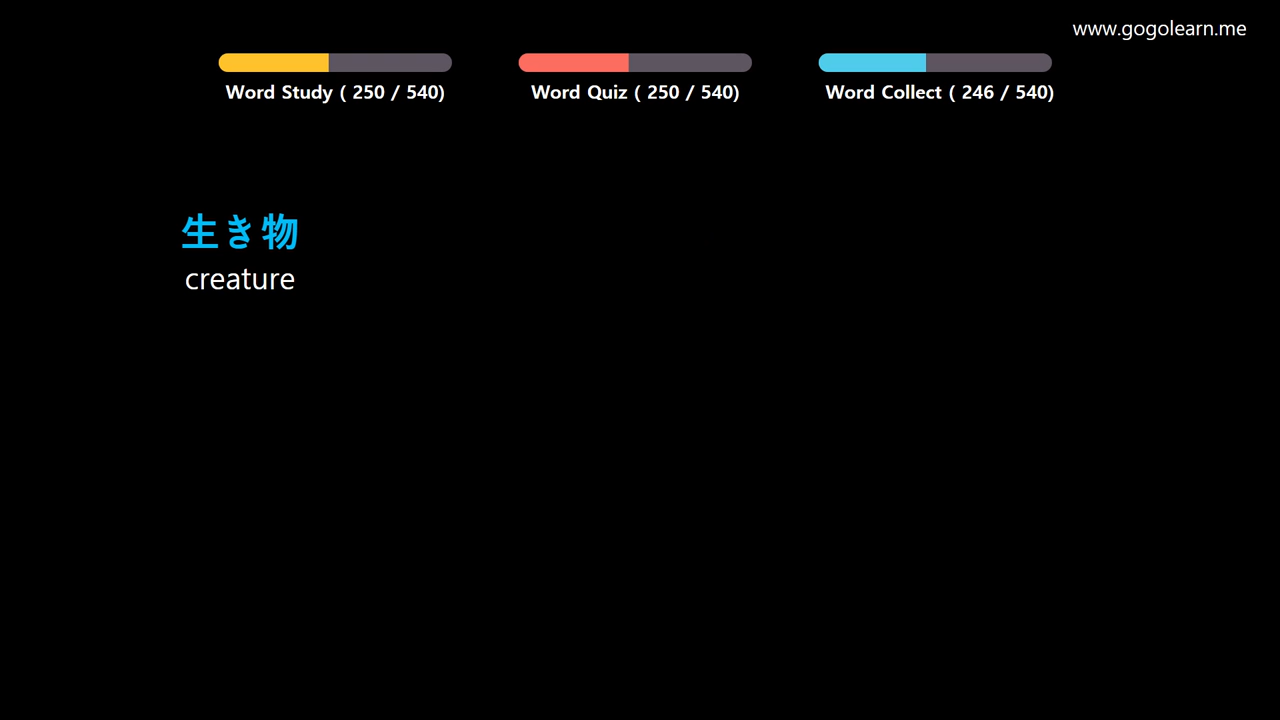 www.gogolearn.me
Word Study ( 250 / 540)
Word Quiz ( 250 / 540)
Word Collect ( 246 / 540)
生き物
creature